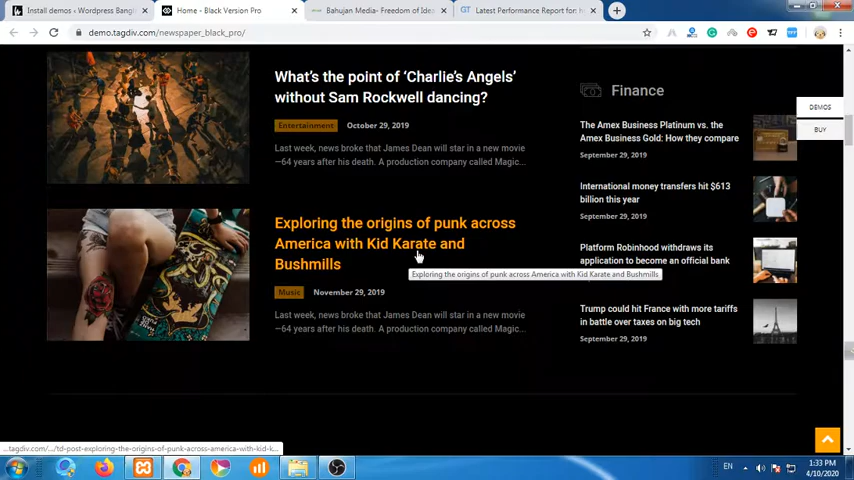 Install demos ‹ Wordpress Bangl
Home - Black Version Pro
Bahujan Media- Freedom of Ide
Latest Performance Report for: h
demo.tagdiv.com/newspaper_black_pro/
What's the point of 'Charlie's Angels'
without Sam Rockwell dancing?
Entertainment October 29, 2019
Last week, news broke that James Dean will star in a new movie
—64 years after his death. A production company called Magic...
Exploring the origins of punk across
America with Kid Karate and
Bushmills
Exploring the origins of punk across America with Kid Karate and Bushmills
Music November 29, 2019
Last week, news broke that James Dean will star in a new movie
—64 years after his death. A production company called Magic...
Finance
The Amex Business Platinum vs. the
Amex Business Gold: How they compare
September 29, 2019
International money transfers hit $613
billion this year
September 29, 2019
Platform Robinhood withdraws its
application to become an official bank
September 29, 2019
Trump could hit France with more tariffs
in battle over taxes on big tech
September 29, 2019
DEMOS
BUY
...tagdiv.com/.../td-post-exploring-the-origins-of-punk-across-america-with-kid-k...
EN
1:33 PM
4/10/2020